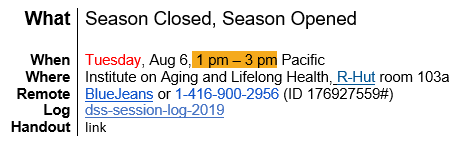 What Season Closed, Season Opened
When Tuesday, Aug 6, 1 pm – 3 pm Pacific
Where Institute on Aging and Lifelong Health, R-Hut room 103a
Remote BlueJeans or 1-416-900-2956 (ID 176927559#)
Log dss-session-log-2019
Handout link